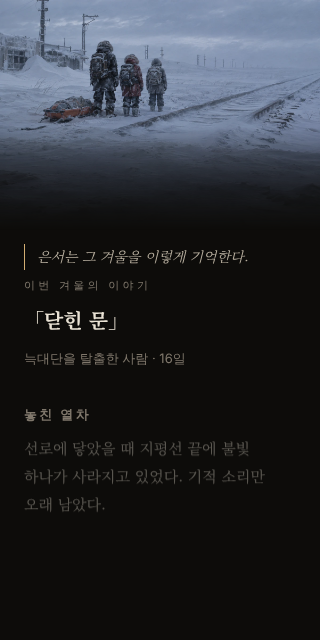 은서는 그 겨울을 이렇게 기억한다.
이번 겨울의 이야기
「닫힌 문」
늑대단을 탈출한 사람 · 16일
놓친 열차
선로에 닿았을 때 지평선 끝에 불빛
하나가 사라지고 있었다. 기적 소리만
오래 남았다.